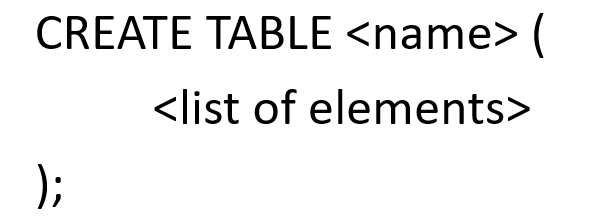 CREATE TABLE <name> (
<list of elements>
);